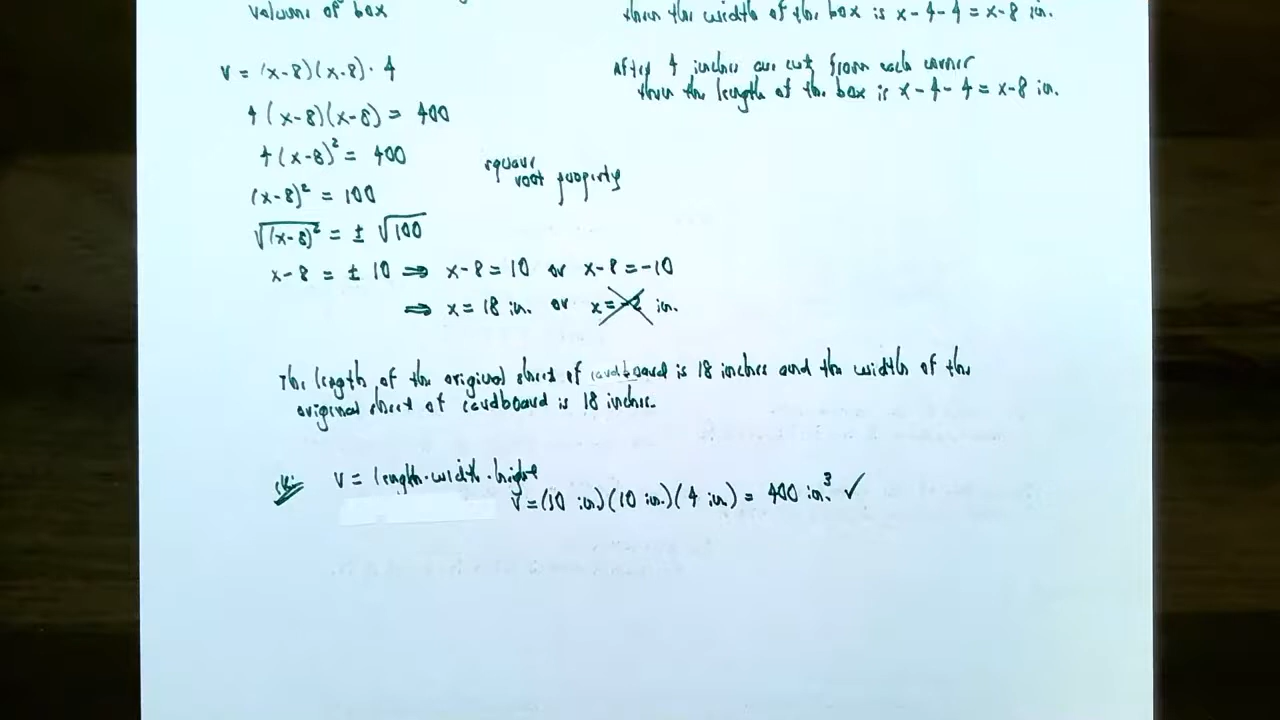 volume of box
then the width of the box is x-4-4 = x-8 in.
V = (x-8)(x-8)·4
After 4 inches are cut from each corner
then the length of the box is x-4-4 = x-8 in.
4(x-8)(x-8) = 400
4(x-8)² = 400
square root property
(x-8)² = 100
√(x-8)² = ± √100
x-8 = ± 10 ⇒ x-8 = 10 or x-8 = -10
⇒ x = 18 in. or x = -2 in.
The length of the original sheet of cardboard is 18 inches and the width of the
original sheet of cardboard is 18 inches.
V = length·width·height
V = (10 in.)(10 in.)(4 in.) = 400 in.³ ✓